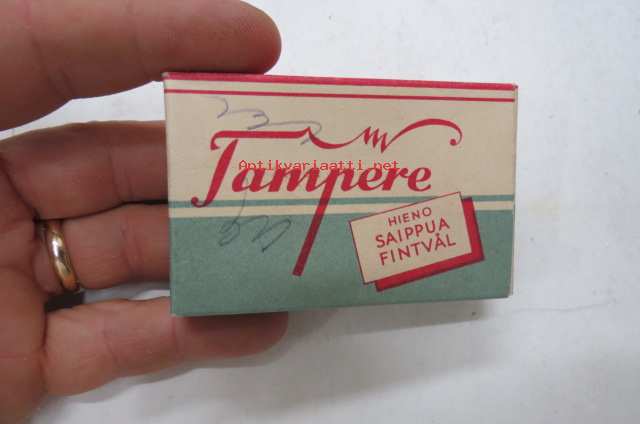 Tampere
Antikvariaatti.net
HIENO
SAIPPUA
FINTVÅL